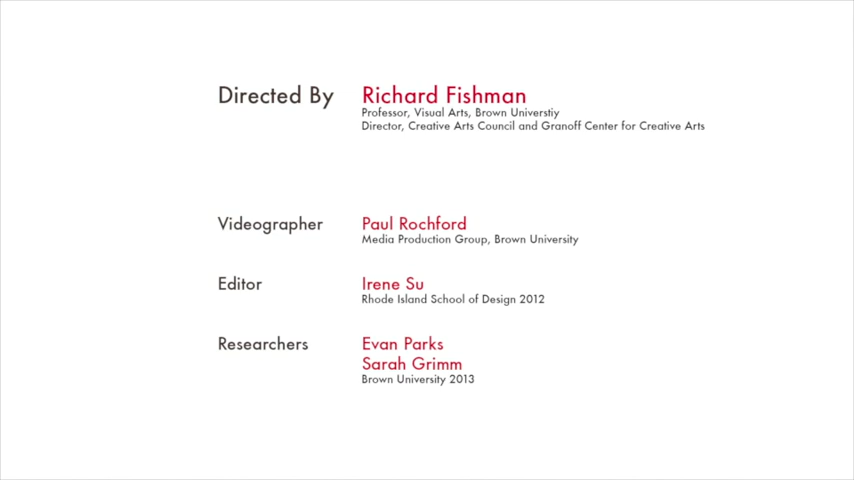 Directed By Richard Fishman
Professor, Visual Arts, Brown Universtiy
Director, Creative Arts Council and Granoff Center for Creative Arts
Videographer Paul Rochford
Media Production Group, Brown University
Editor Irene Su
Rhode Island School of Design 2012
Researchers Evan Parks
Sarah Grimm
Brown University 2013